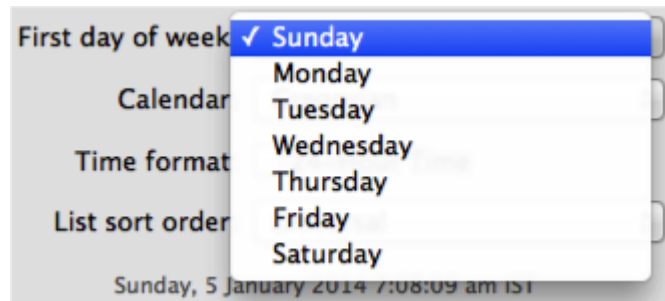 First day of week ✓ Sunday
Monday
Calendar Tuesday
Wednesday
Time format Thursday
List sort order Friday
Saturday
Sunday, 5 January 2014 7:08:09 am IST